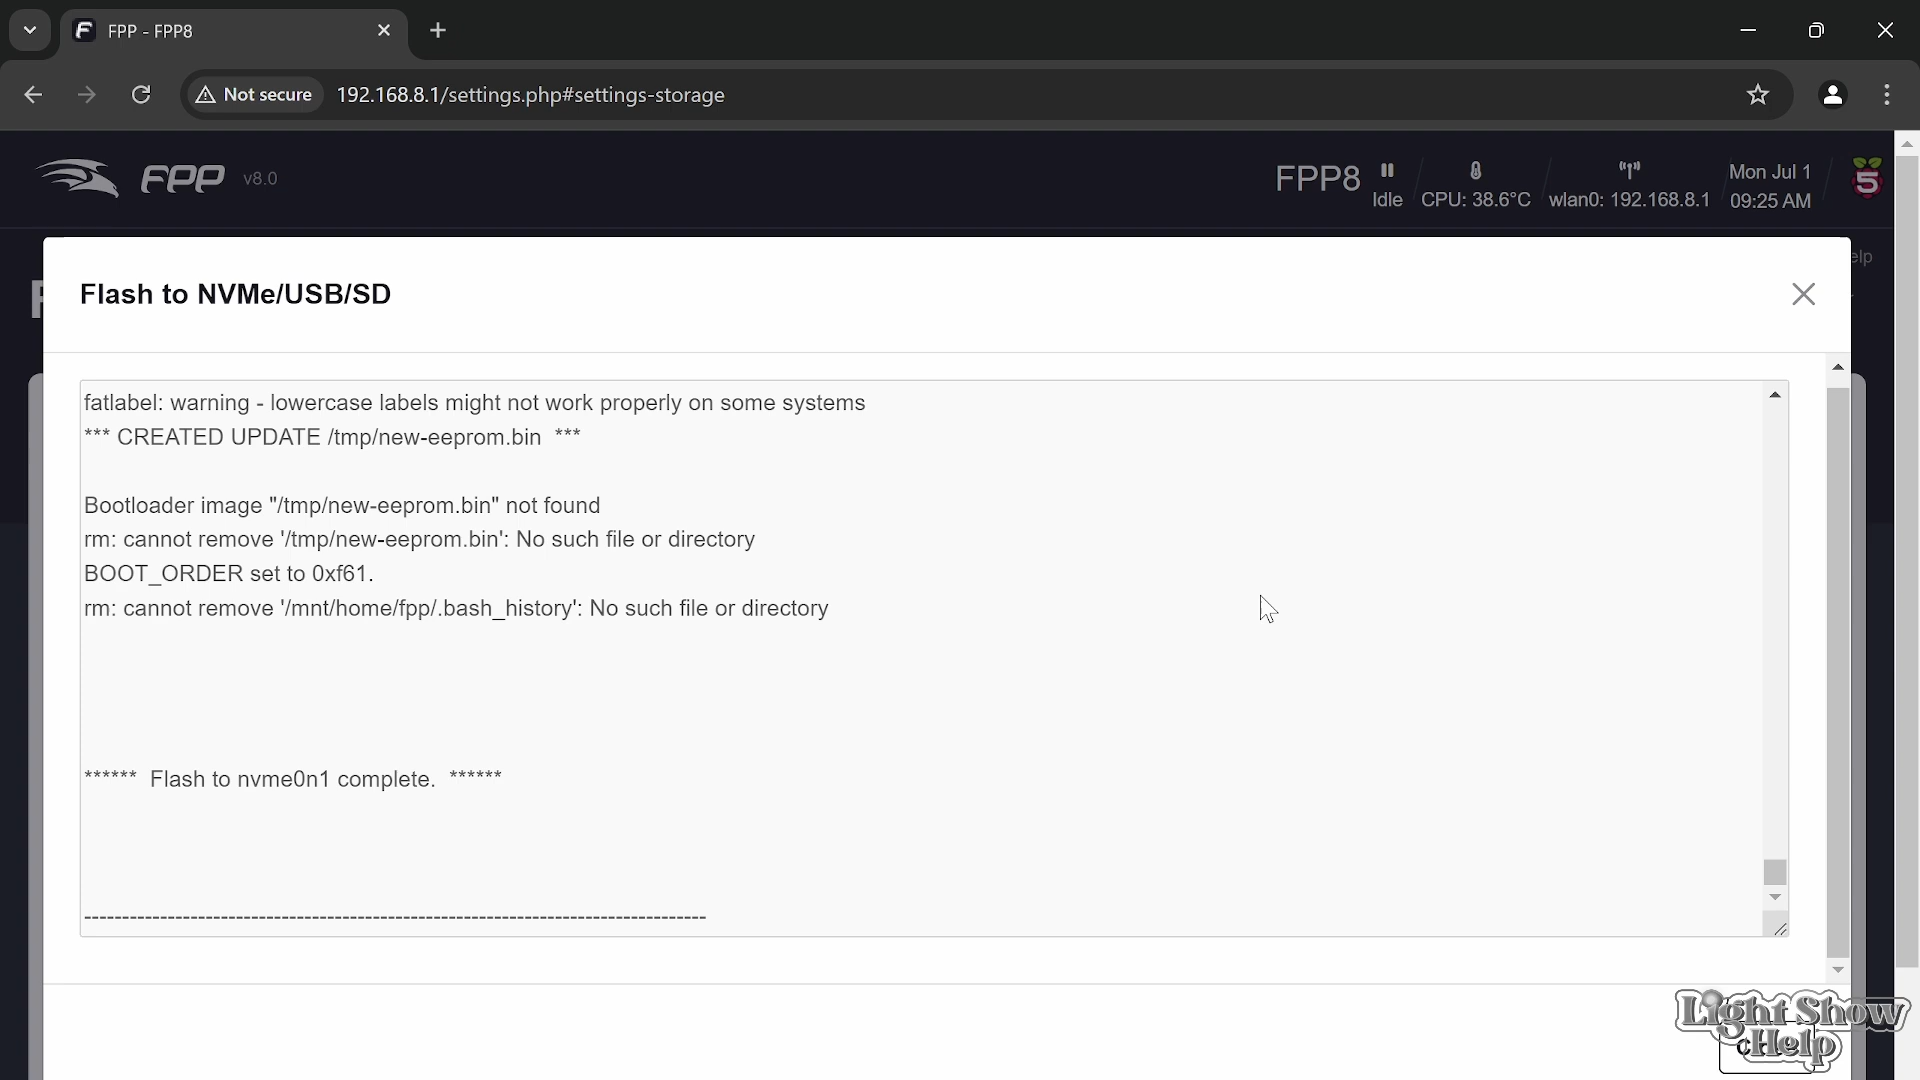 FPP - FPP8
Not secure
192.168.8.1/settings.php#settings-storage
FPP v8.0
FPP8
Idle
CPU: 38.6°C
wlan0: 192.168.8.1
Mon Jul 1
09:25 AM
5
Flash to NVMe/USB/SD
fatlabel: warning - lowercase labels might not work properly on some systems
*** CREATED UPDATE /tmp/new-eeprom.bin ***
Bootloader image "/tmp/new-eeprom.bin" not found
rm: cannot remove '/tmp/new-eeprom.bin': No such file or directory
BOOT_ORDER set to 0xf61.
rm: cannot remove '/mnt/home/fpp/.bash_history': No such file or directory
****** Flash to nvme0n1 complete. ******
--------------------------------------------------------------------------------
Light Show
Help